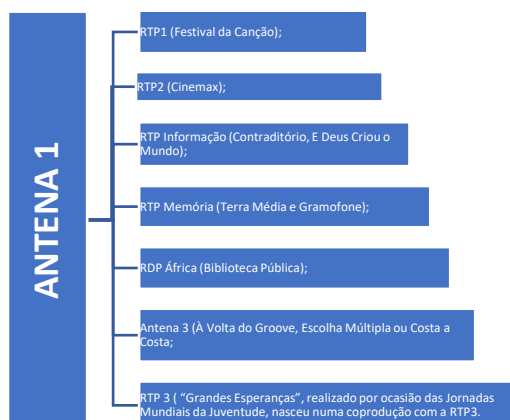 ANTENA 1
RTP1 (Festival da Canção);
RTP2 (Cinemax);
RTP Informação (Contraditório, E Deus Criou o
Mundo);
RTP Memória (Terra Média e Gramofone);
RDP África (Biblioteca Pública);
Antena 3 (À Volta do Groove, Escolha Múltipla ou Costa a
Costa;
RTP 3 ( “Grandes Esperanças”, realizado por ocasião das Jornadas
Mundiais da Juventude, nasceu numa coprodução com a RTP3.